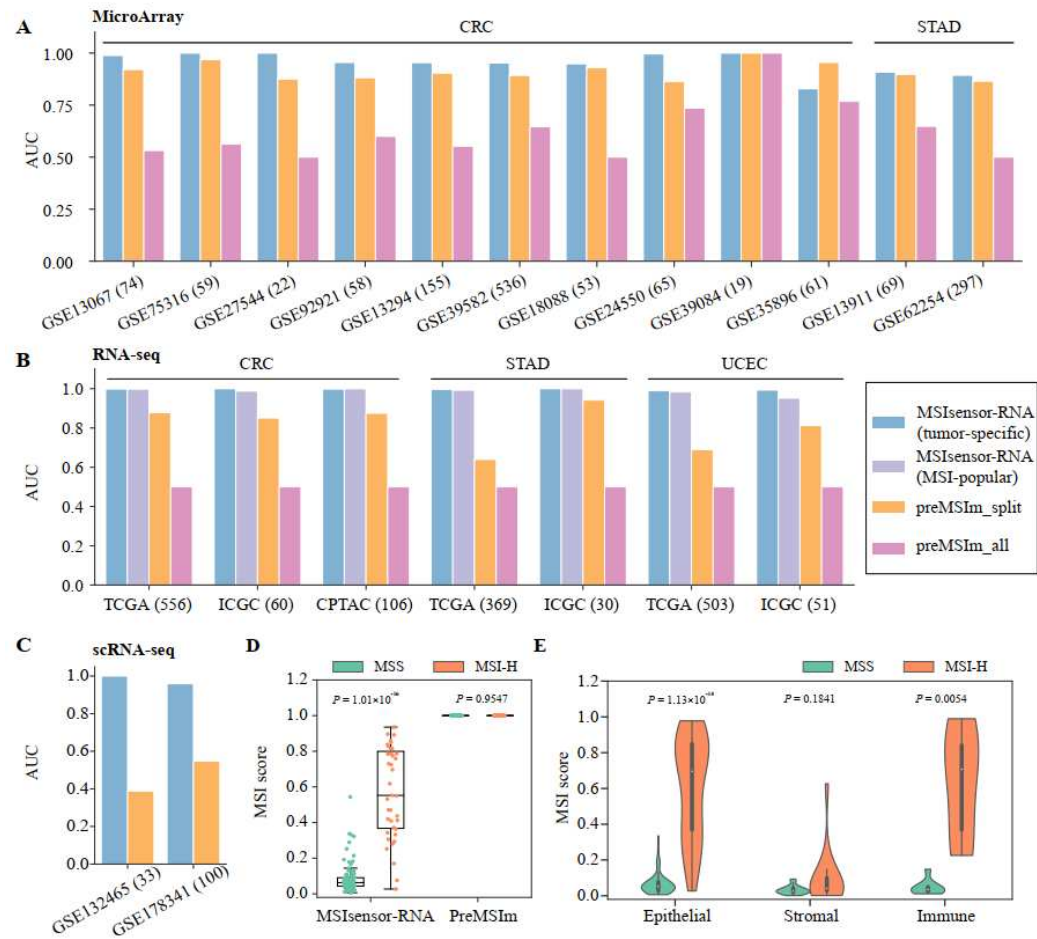 A MicroArray
CRC STAD
1.00
0.75
0.50
0.25
0.00
AUC
GSE13067 (74) GSE75316 (59) GSE27544 (22) GSE92921 (58) GSE13294 (155) GSE39582 (536) GSE18088 (53) GSE24550 (65) GSE39084 (19) GSE35896 (61) GSE13911 (69) GSE62254 (297)
B RNA-seq
CRC STAD UCEC
1.0
0.8
0.6
0.4
0.2
0.0
AUC
TCGA (556) ICGC (60) CPTAC (106) TCGA (369) ICGC (30) TCGA (503) ICGC (51)
MSIsensor-RNA
(tumor-specific)
MSIsensor-RNA
(MSI-popular)
preMSIm_split
preMSIm_all
C scRNA-seq
1.0
0.8
0.6
0.4
0.2
0.0
AUC
GSE132465 (33) GSE178341 (100)
D
MSS MSI-H
P = 0.9547
1.2
1.0
0.8
0.6
0.4
0.2
0.0
MSI score
MSIsensor-RNA PreMSIm
E
MSS MSI-H
P = 0.1841 P = 0.0054
1.2
1.0
0.8
0.6
0.4
0.2
0.0
MSI score
Epithelial Stromal Immune